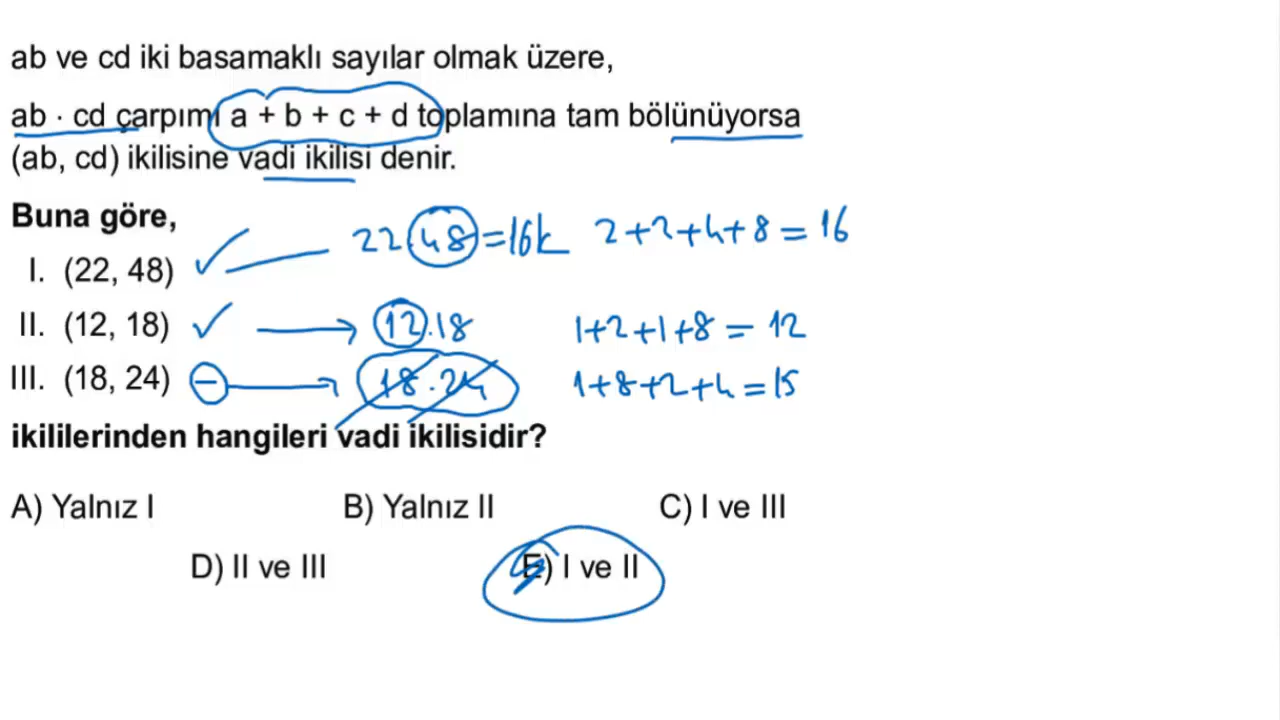 ab ve cd iki basamaklı sayılar olmak üzere,
ab · cd çarpımı a + b + c + d toplamına tam bölünüyorsa
(ab, cd) ikilisine vadi ikilisi denir.
Buna göre,
I. (22, 48) 22 48 = 16k 2+2+4+8 = 16
II. (12, 18) 12.18 1+2+1+8 = 12
III. (18, 24) 18.24 1+8+2+4 = 15
ikililerinden hangileri vadi ikilisidir?
A) Yalnız I B) Yalnız II C) I ve III
D) II ve III E) I ve II